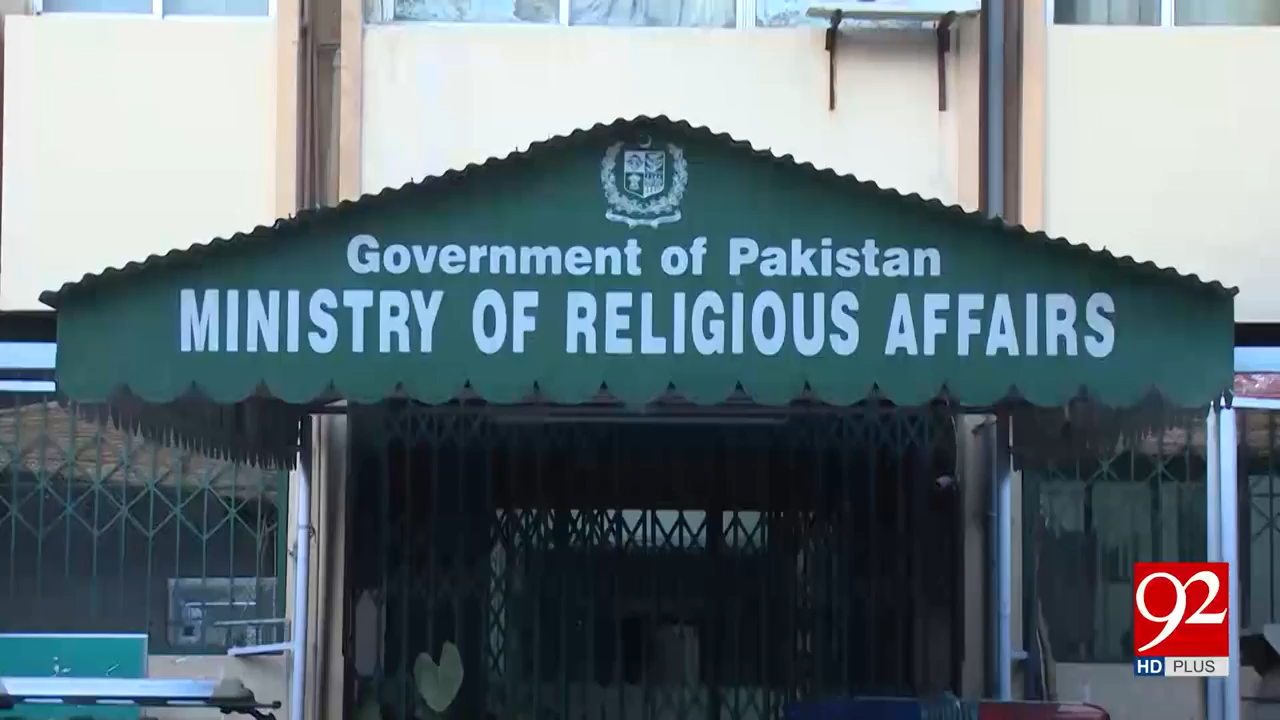 Government of Pakistan
MINISTRY OF RELIGIOUS AFFAIRS
92
HD PLUS